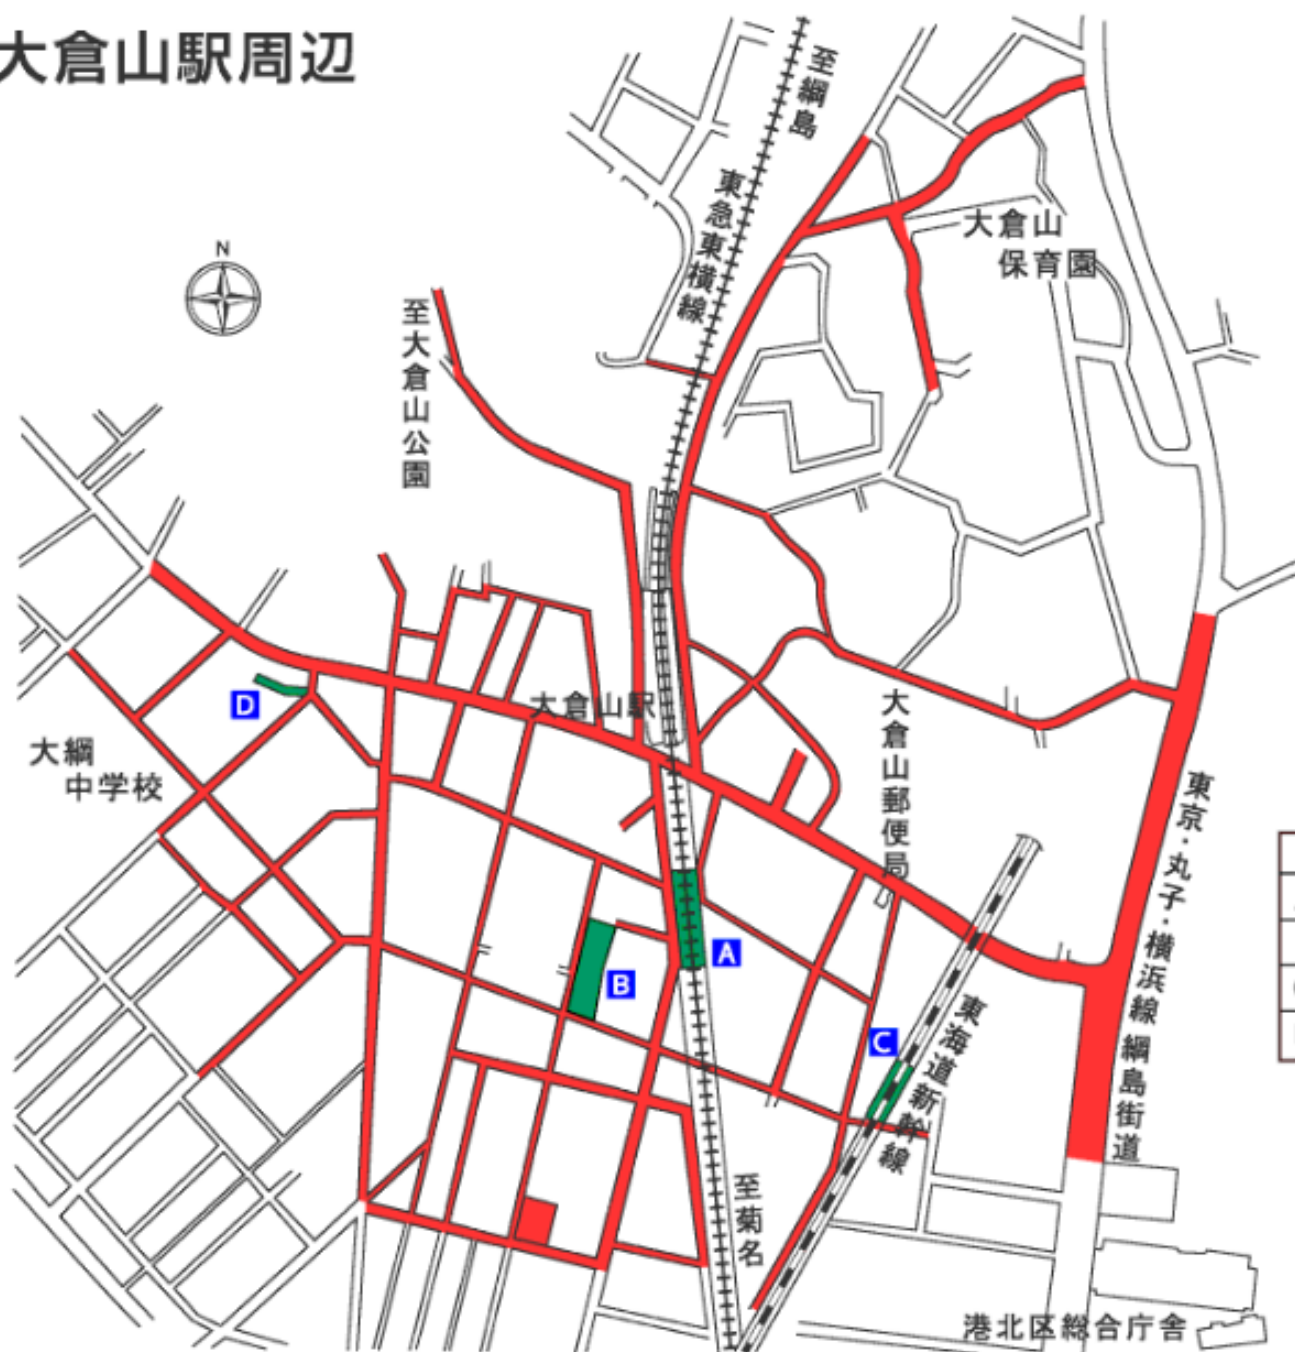 大倉山駅周辺
至綱島
東急東横線
N
大倉山
保育園
至大倉山公園
大倉山駅
D
大綱
中学校
大倉山郵便局
東京・丸子・横浜線 綱島街道
A
B
C
東海道新幹線
至菊名
港北区総合庁舎